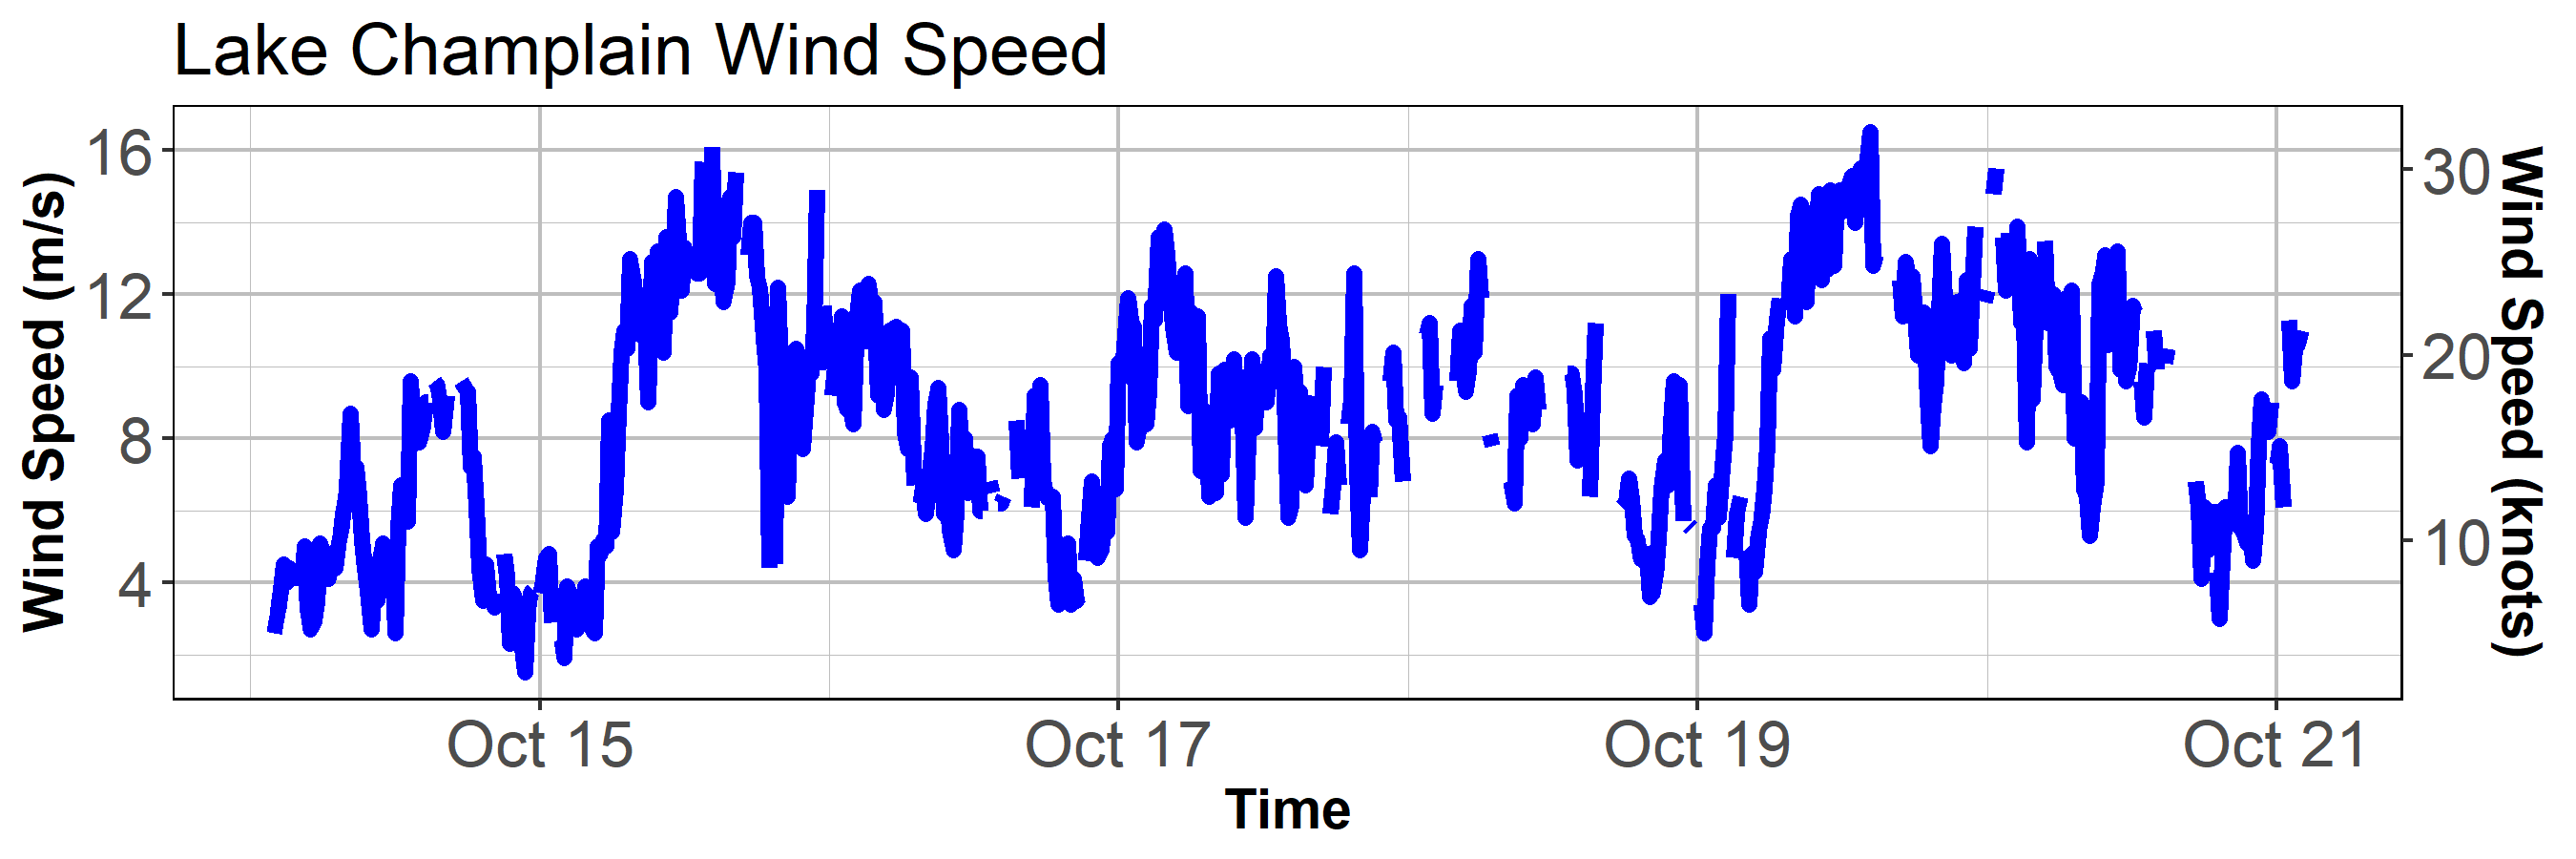 Lake Champlain Wind Speed
Wind Speed (m/s)
16
12
8
4
30
20
10
Wind Speed (knots)
Oct 15
Oct 17
Oct 19
Oct 21
Time